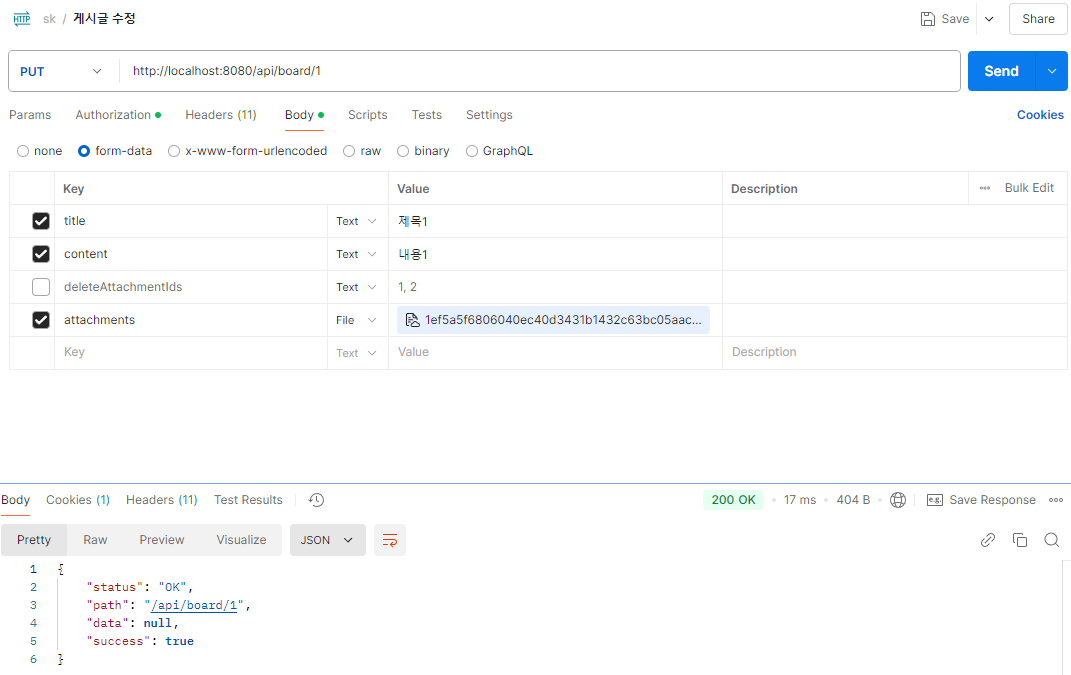 HTTP sk / 게시글 수정 Save Share
PUT http://localhost:8080/api/board/1 Send
Params Authorization Headers (11) Body Scripts Tests Settings Cookies
none form-data x-www-form-urlencoded raw binary GraphQL
Key Value Description Bulk Edit
title Text 제목1
content Text 내용1
deleteAttachmentIds Text 1, 2
attachments File 1ef5a5f6806040ec40d3431b1432c63bc05aac...
Key Text Value Description
Body Cookies (1) Headers (11) Test Results 200 OK 17 ms 404 B e.g. Save Response
Pretty Raw Preview Visualize JSON
1 {
2 "status": "OK",
3 "path": "/api/board/1",
4 "data": null,
5 "success": true
6 }